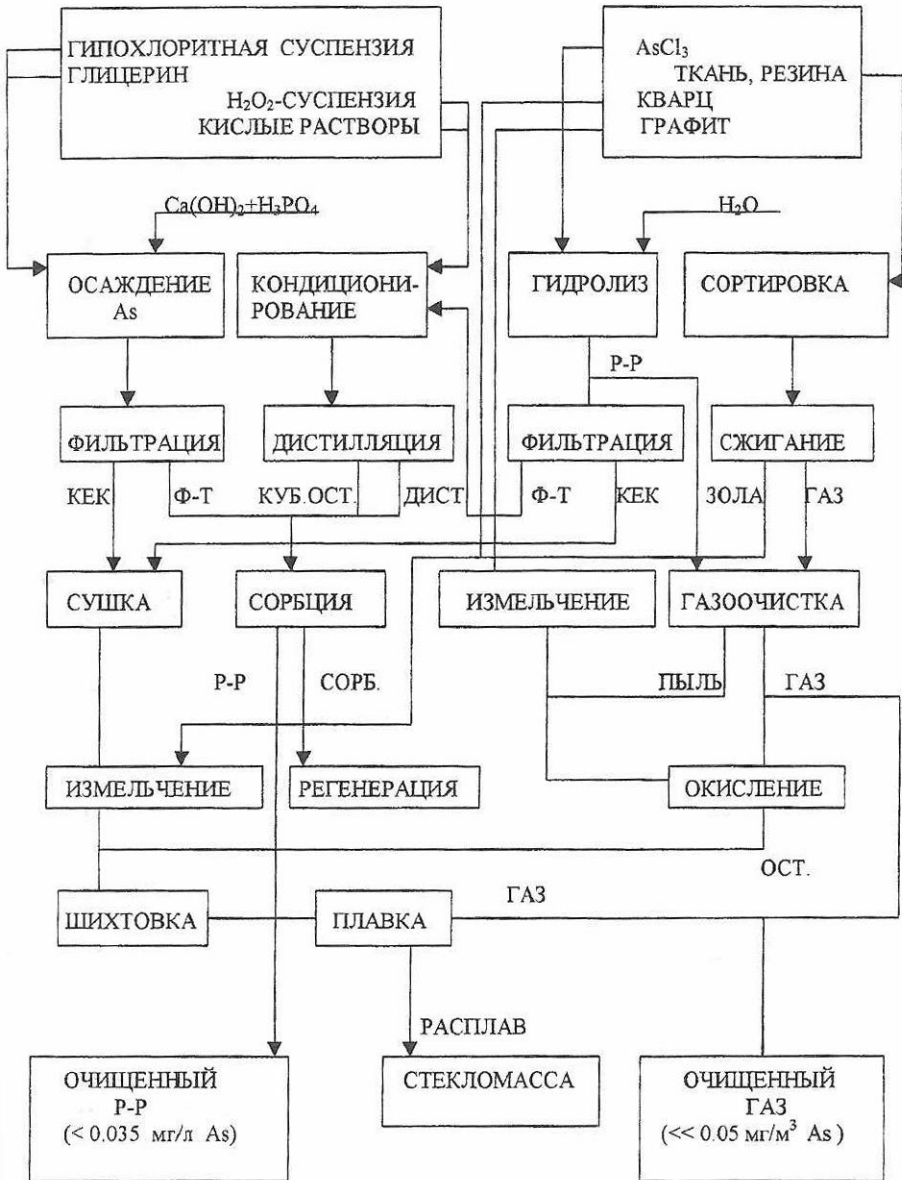 ГИПОХЛОРИТНАЯ СУСПЕНЗИЯ
ГЛИЦЕРИН
H₂O₂-СУСПЕНЗИЯ
КИСЛЫЕ РАСТВОРЫ
AsCl₃
ТКАНЬ, РЕЗИНА
КВАРЦ
ГРАФИТ
Ca(OH)₂+H₃PO₄
H₂O
ОСАЖДЕНИЕ
As
КОНДИЦИОНИ-
РОВАНИЕ
ГИДРОЛИЗ
СОРТИРОВКА
Р-Р
ФИЛЬТРАЦИЯ
ДИСТИЛЛЯЦИЯ
ФИЛЬТРАЦИЯ
СЖИГАНИЕ
КЕК
Ф-Т
КУБ.ОСТ.
ДИСТ
Ф-Т
КЕК
ЗОЛА
ГАЗ
СУШКА
СОРБЦИЯ
ИЗМЕЛЬЧЕНИЕ
ГАЗООЧИСТКА
Р-Р
СОРБ.
ПЫЛЬ
ГАЗ
ИЗМЕЛЬЧЕНИЕ
РЕГЕНЕРАЦИЯ
ОКИСЛЕНИЕ
ОСТ.
ГАЗ
ШИХТОВКА
ПЛАВКА
РАСПЛАВ
ОЧИЩЕННЫЙ
Р-Р
(< 0.035 мг/л As)
СТЕКЛОМАССА
ОЧИЩЕННЫЙ
ГАЗ
(<< 0.05 мг/м³ As )